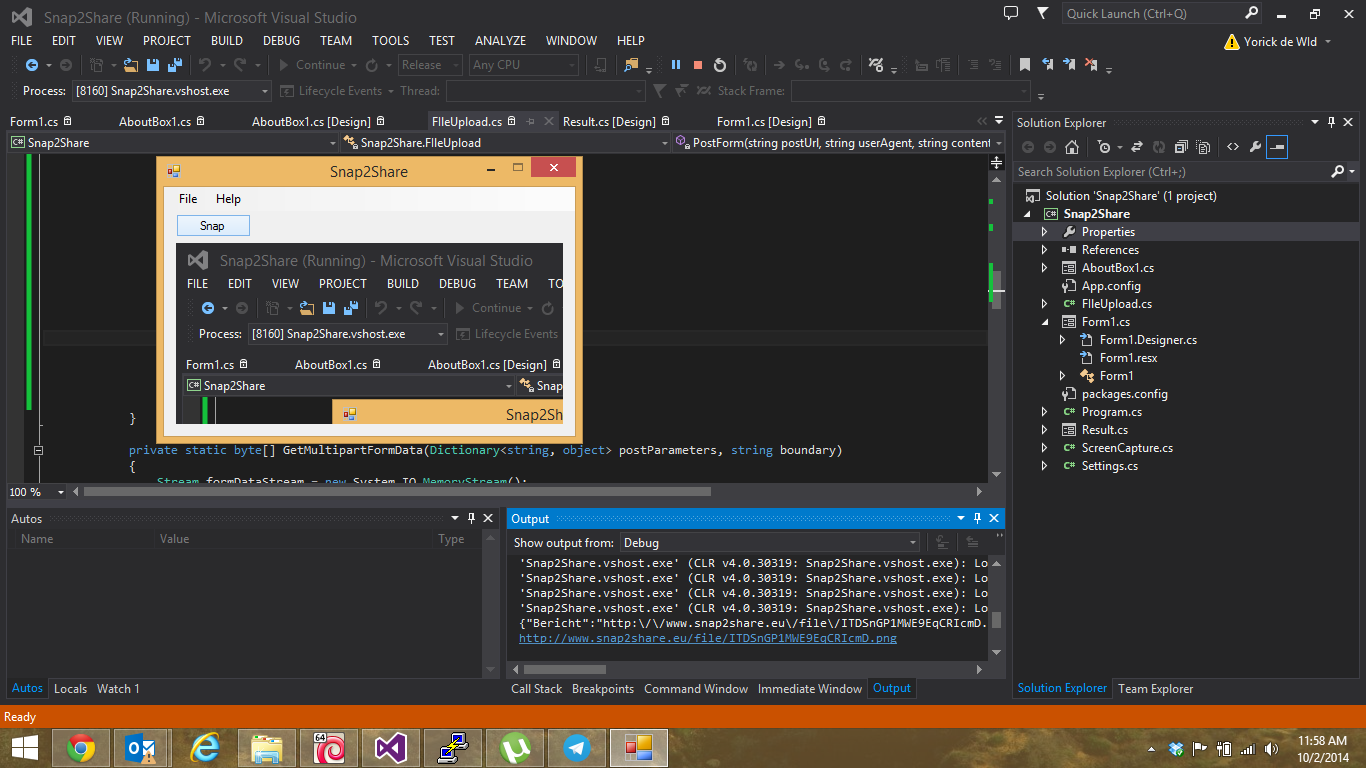 Snap2Share (Running) - Microsoft Visual Studio
Quick Launch (Ctrl+Q)
FILE EDIT VIEW PROJECT BUILD DEBUG TEAM TOOLS TEST ANALYZE WINDOW HELP
Yorick de Wld
Continue Release Any CPU
Process: [8160] Snap2Share.vshost.exe Lifecycle Events Thread: Stack Frame:
Form1.cs AboutBox1.cs AboutBox1.cs [Design] FIleUpload.cs Result.cs [Design] Form1.cs [Design]
Snap2Share Snap2Share.FIleUpload PostForm(string postUrl, string userAgent, string content
Snap2Share
File Help
Snap
Snap2Share (Running) - Microsoft Visual Studio
FILE EDIT VIEW PROJECT BUILD DEBUG TEAM TO
Continue
Process: [8160] Snap2Share.vshost.exe Lifecycle Events
Form1.cs AboutBox1.cs AboutBox1.cs [Design]
Snap2Share Snap
Snap2Sh
}
private static byte[] GetMultipartFormData(Dictionary<string, object> postParameters, string boundary)
{
Stream formDataStream = new System.IO.MemoryStream();
100 %
Autos
Name Value Type
Autos Locals Watch 1
Output
Show output from: Debug
'Snap2Share.vshost.exe' (CLR v4.0.30319: Snap2Share.vshost.exe): Lo
'Snap2Share.vshost.exe' (CLR v4.0.30319: Snap2Share.vshost.exe): Lo
'Snap2Share.vshost.exe' (CLR v4.0.30319: Snap2Share.vshost.exe): Lo
'Snap2Share.vshost.exe' (CLR v4.0.30319: Snap2Share.vshost.exe): Lo
{"Bericht":"http:\/\/www.snap2share.eu\/file\/ITDSnGP1MWE9EqCRIcmD.
http://www.snap2share.eu/file/ITDSnGP1MWE9EqCRIcmD.png
Call Stack Breakpoints Command Window Immediate Window Output
Solution Explorer
Search Solution Explorer (Ctrl+;)
Solution 'Snap2Share' (1 project)
Snap2Share
Properties
References
AboutBox1.cs
App.config
FIleUpload.cs
Form1.cs
Form1.Designer.cs
Form1.resx
Form1
packages.config
Program.cs
Result.cs
ScreenCapture.cs
Settings.cs
Solution Explorer Team Explorer
Ready
64
11:58 AM
10/2/2014